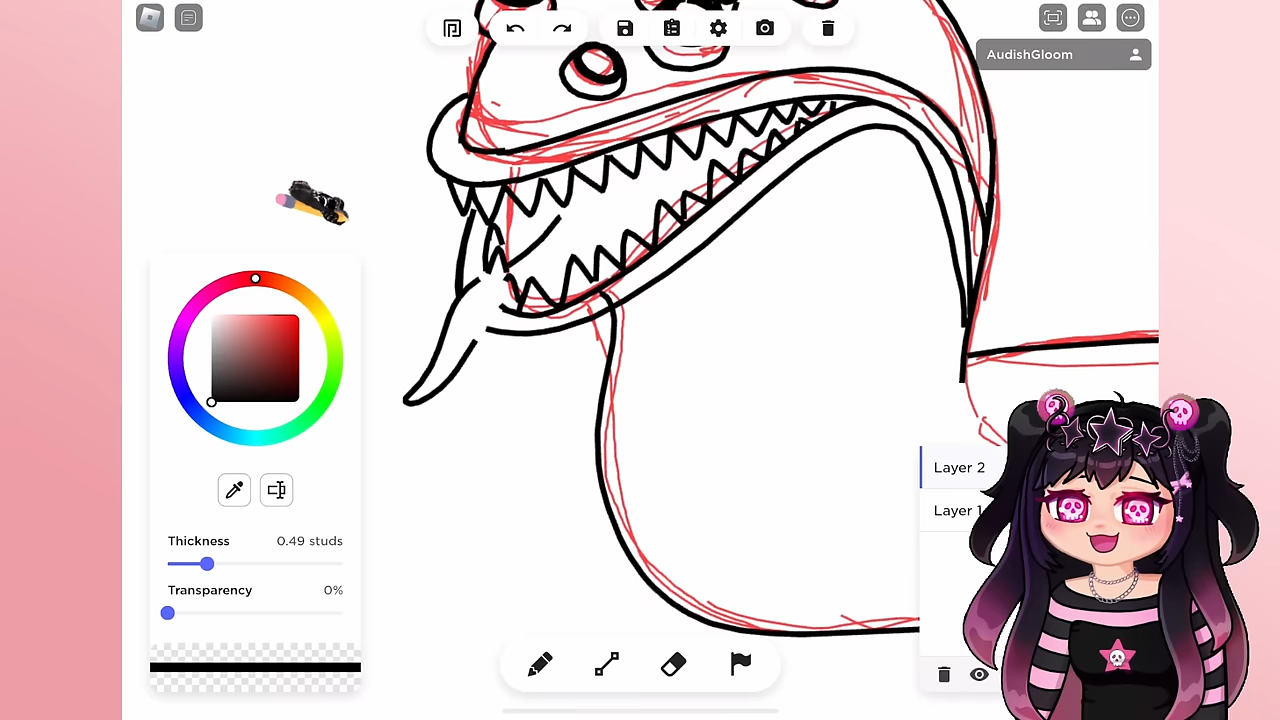 AudishGloom
Thickness 0.49 studs
Transparency 0%
Layer 2
Layer 1